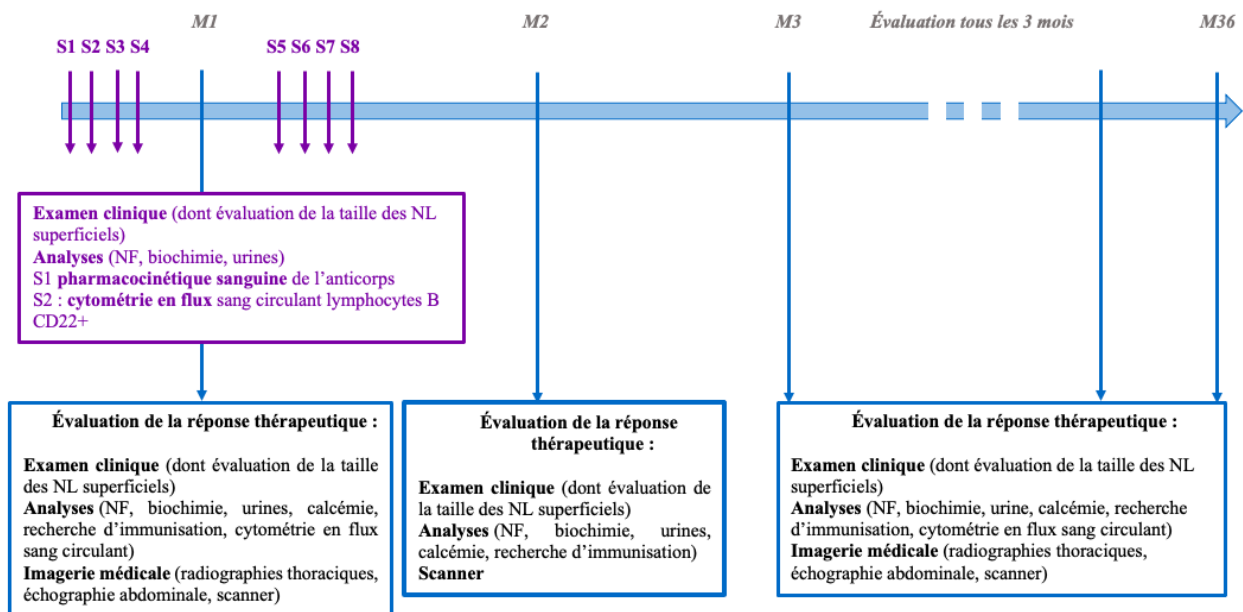 M1 M2 M3 Évaluation tous les 3 mois M36
S1 S2 S3 S4 S5 S6 S7 S8
Examen clinique (dont évaluation de la taille des NL
superficiels)
Analyses (NF, biochimie, urines)
S1 pharmacocinétique sanguine de l’anticorps
S2 : cytométrie en flux sang circulant lymphocytes B
CD22+
Évaluation de la réponse thérapeutique :
Examen clinique (dont évaluation de la taille
des NL superficiels)
Analyses (NF, biochimie, urines, calcémie,
recherche d’immunisation, cytométrie en flux
sang circulant)
Imagerie médicale (radiographies thoraciques,
échographie abdominale, scanner)
Évaluation de la réponse
thérapeutique :
Examen clinique (dont évaluation de
la taille des NL superficiels)
Analyses (NF, biochimie, urines,
calcémie, recherche d’immunisation)
Scanner
Évaluation de la réponse thérapeutique :
Examen clinique (dont évaluation de la taille des NL
superficiels)
Analyses (NF, biochimie, urine, calcémie, recherche
d’immunisation, cytométrie en flux sang circulant)
Imagerie médicale (radiographies thoraciques,
échographie abdominale, scanner)